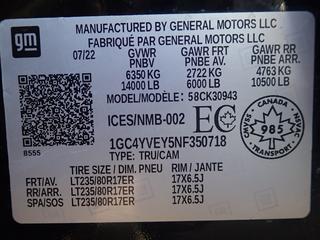 gm
MANUFACTURED BY GENERAL MOTORS LLC
FABRIQUÉ PAR GENERAL MOTORS LLC
07/22 GVWR GAWR FRT GAWR RR
PNBV PNBE AV. PNBE ARR.
6350 KG 2722 KG 4763 KG
14000 LB 6000 LB 10500 LB
MODEL/MODÈLE: 58CK30943
ICES/NMB-002 EC
CANADA
TRANSPORT 985 CANADA
1GC4YVEY5NF350718
B555 TYPE: TRU/CAM
TIRE SIZE / DIM. PNEU RIM / JANTE
FRT/AV. LT235/80R17ER 17X6.5J
RR/ARR. LT235/80R17ER 17X6.5J
SPA/SOS LT235/80R17ER 17X6.5J